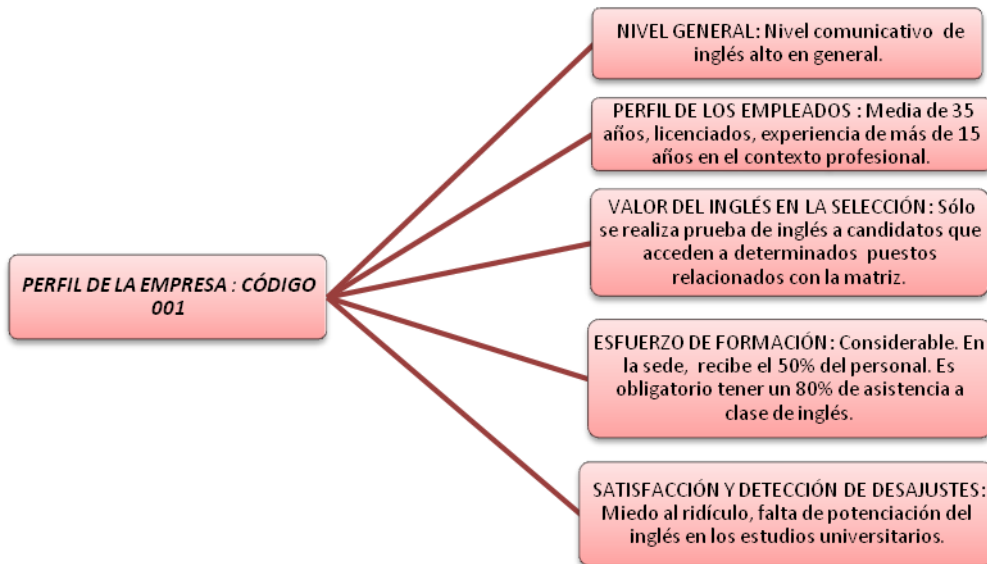 PERFIL DE LA EMPRESA : CÓDIGO
001
NIVEL GENERAL: Nivel comunicativo de
inglés alto en general.
PERFIL DE LOS EMPLEADOS : Media de 35
años, licenciados, experiencia de más de 15
años en el contexto profesional.
VALOR DEL INGLÉS EN LA SELECCIÓN: Sólo
se realiza prueba de inglés a candidatos que
acceden a determinados puestos
relacionados con la matriz.
ESFUERZO DE FORMACIÓN: Considerable. En
la sede, recibe el 50% del personal. Es
obligatorio tener un 80% de asistencia a
clase de inglés.
SATISFACCIÓN Y DETECCIÓN DE DESAJUSTES:
Miedo al ridículo, falta de potenciación del
inglés en los estudios universitarios.